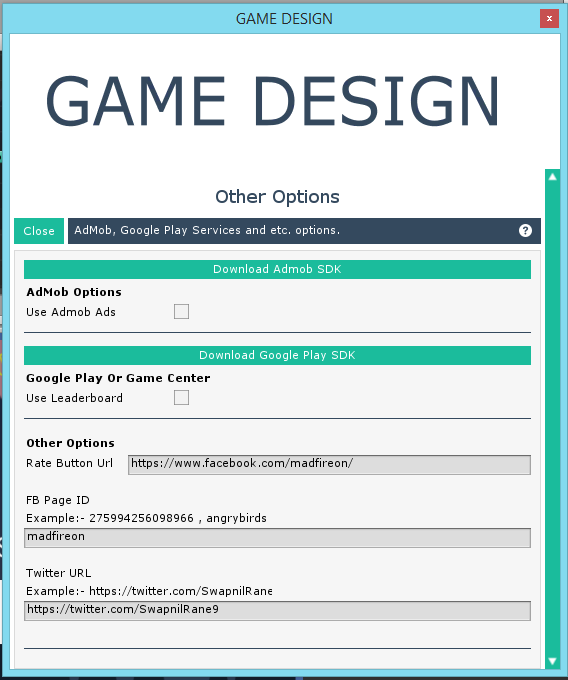 GAME DESIGN
x
GAME DESIGN
Other Options
Close
AdMob, Google Play Services and etc. options.
?
Download Admob SDK
AdMob Options
Use Admob Ads
Download Google Play SDK
Google Play Or Game Center
Use Leaderboard
Other Options
Rate Button Url https://www.facebook.com/madfireon/
FB Page ID
Example:- 275994256098966 , angrybirds
madfireon
Twitter URL
Example:- https://twitter.com/SwapnilRane
https://twitter.com/SwapnilRane9